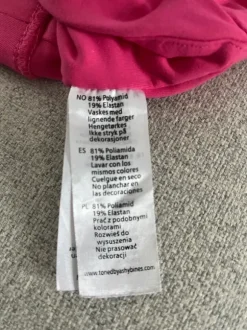 NO 81% Polyamid
19% Elastan
Vaskes med
lignende farger
Hengetørkes
Ikke stryk på
dekorasjoner
ES 81% Poliamida
19% Elastan
Lavar con los
mismos colores
Cuelgue en seco
No planchar en
las decoraciones
PL 81% Poliamid
19% Elastan
Prać z podobnymi
kolorami
Rozwieś do
wysuszenia
Nie prasować
dekoracji
www.tonedbyashybines.com